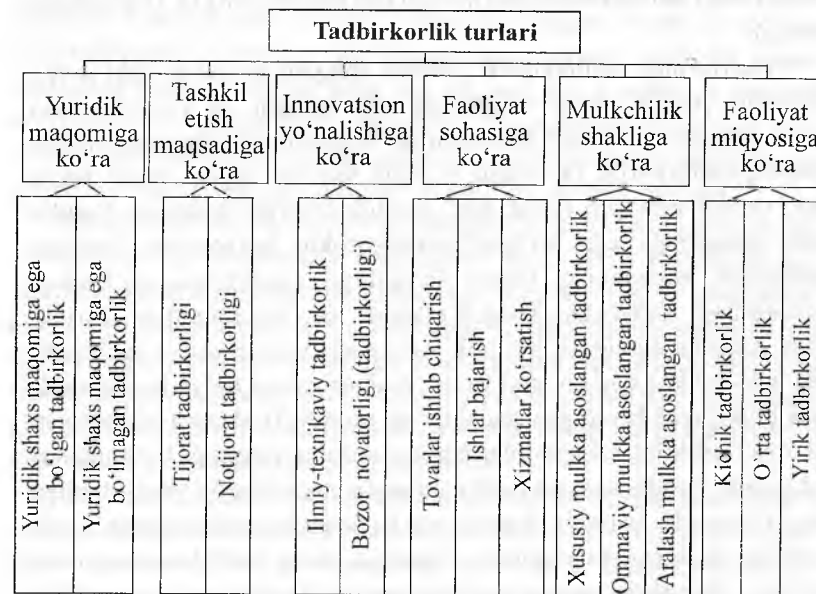 Tadbirkorlik turlari
Yuridik
maqomiga
ko‘ra
Tashkil
etish
maqsadiga
ko‘ra
Innovatsion
yo‘nalishiga
ko‘ra
Faoliyat
sohasiga
ko‘ra
Mulkchilik
shakliga
ko‘ra
Faoliyat
miqyosiga
ko‘ra
Yuridik shaxs maqomiga ega
bo‘lgan tadbirkorlik
Yuridik shaxs maqomiga ega
bo‘lmagan tadbirkorlik
Tijorat tadbirkorligi
Notijorat tadbirkorligi
Ilmiy-texnikaviy tadbirkorlik
Bozor novatorligi (tadbirkorligi)
Tovarlar ishlab chiqarish
Ishlar bajarish
Xizmatlar ko‘rsatish
Xususiy mulkka asoslangan tadbirkorlik
Ommaviy mulkka asoslangan tadbirkorlik
Aralash mulkka asoslangan tadbirkorlik
Kichik tadbirkorlik
O‘rta tadbirkorlik
Yirik tadbirkorlik